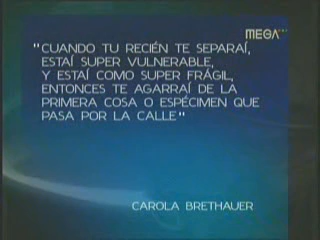 MEGA
"CUANDO TU RECIÉN TE SEPARAÍ,
ESTAÍ SUPER VULNERABLE,
Y ESTAÍ COMO SUPER FRÁGIL,
ENTONCES TE AGARRAÍ DE LA
PRIMERA COSA O ESPÉCIMEN QUE
PASA POR LA CALLE"
CAROLA BRETHAUER